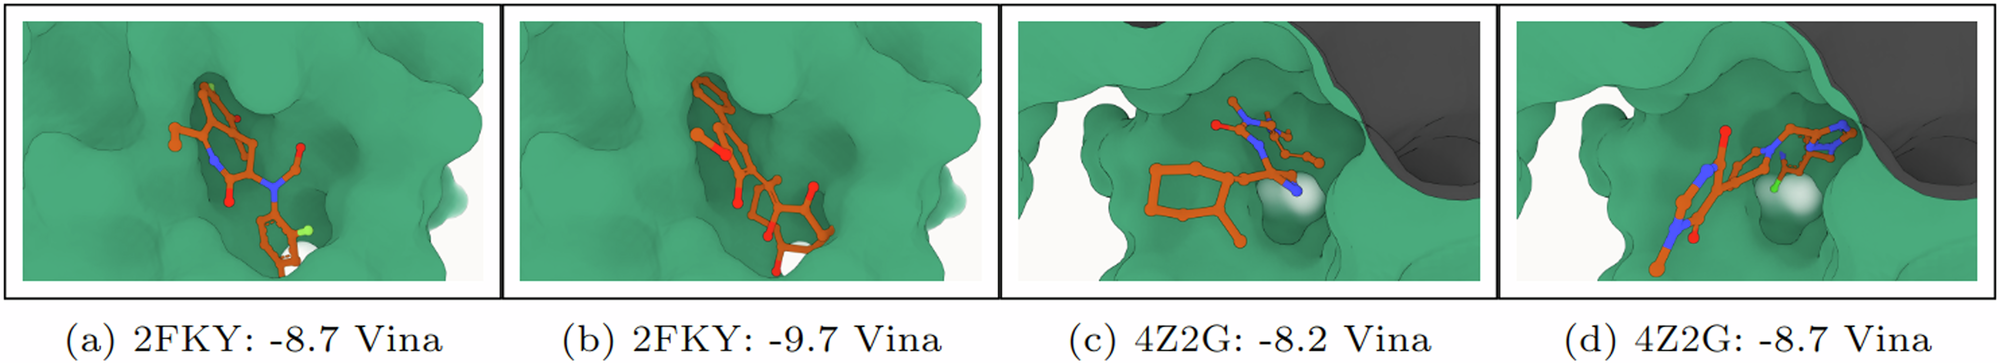 (a) 2FKY: -8.7 Vina
(b) 2FKY: -9.7 Vina
(c) 4Z2G: -8.2 Vina
(d) 4Z2G: -8.7 Vina